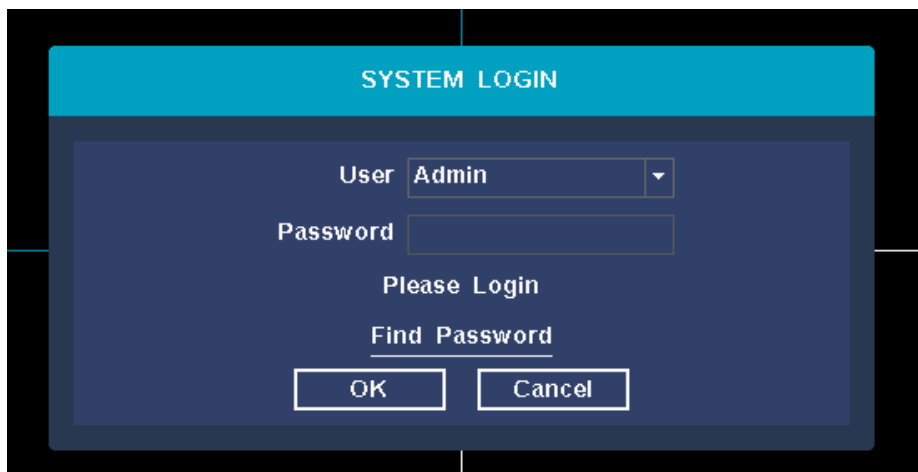 SYSTEM LOGIN
User Admin
Password
Please Login
Find Password
OK Cancel